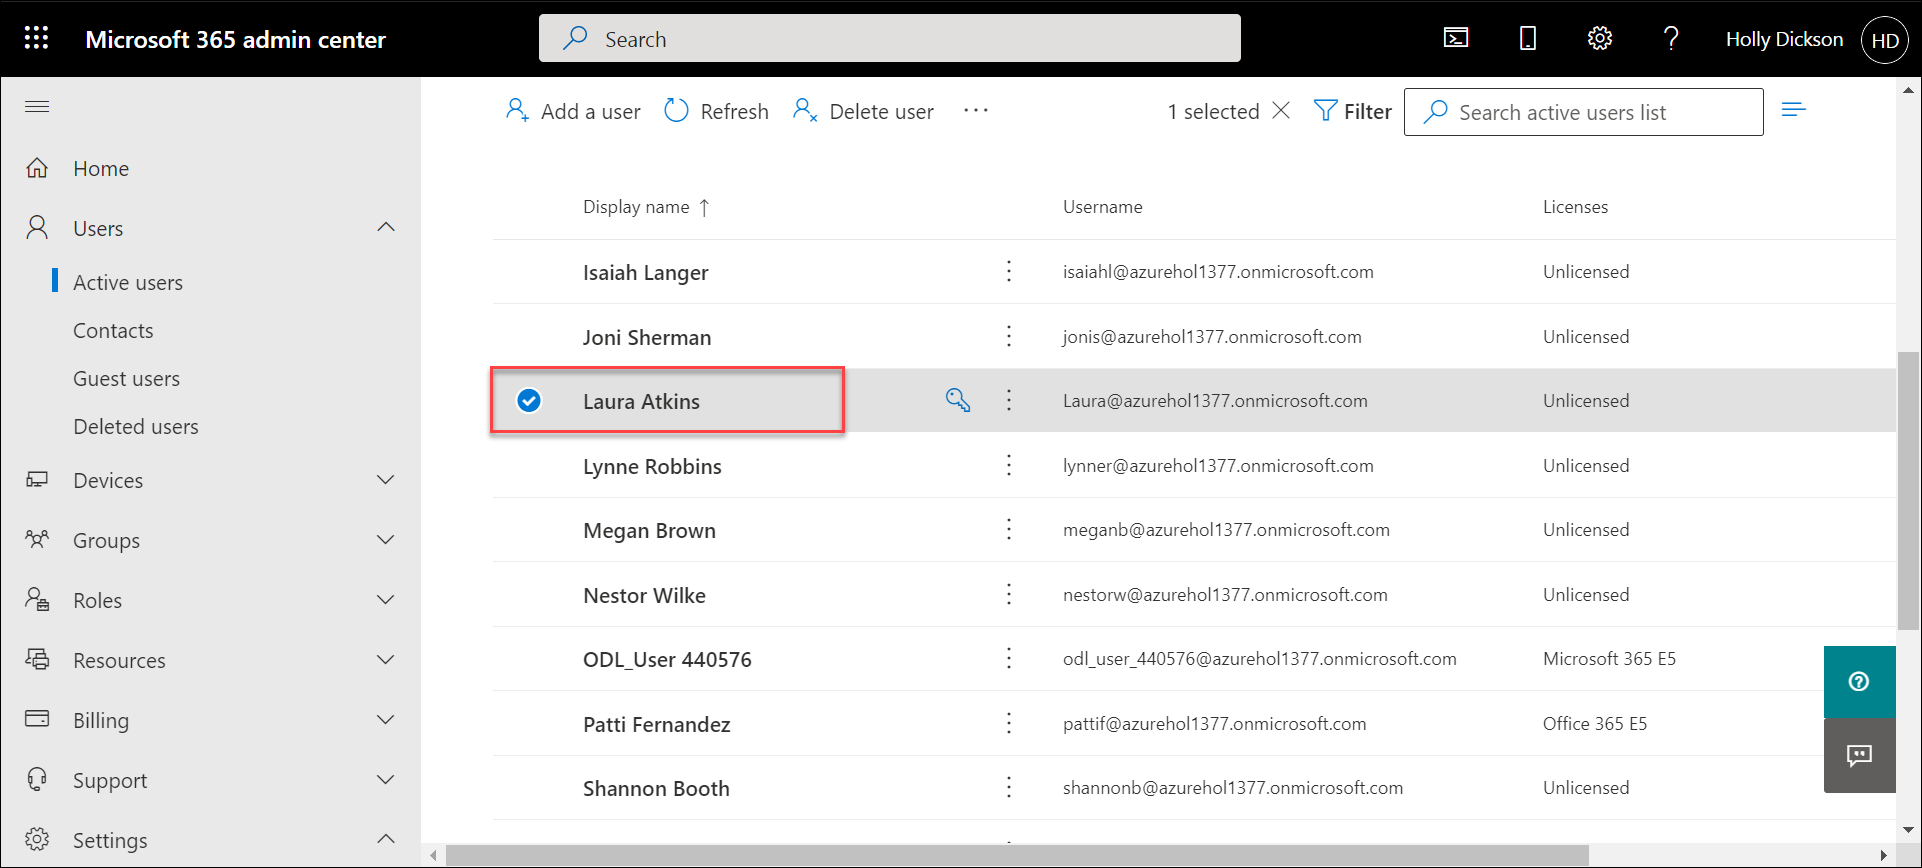 Microsoft 365 admin center
Search
Holly Dickson
HD
Add a user
Refresh
Delete user
1 selected
Filter
Search active users list
Home
Users
Active users
Contacts
Guest users
Deleted users
Devices
Groups
Roles
Resources
Billing
Support
Settings
Display name Username Licenses
Isaiah Langer isaiahl@azurehol1377.onmicrosoft.com Unlicensed
Joni Sherman jonis@azurehol1377.onmicrosoft.com Unlicensed
Laura Atkins Laura@azurehol1377.onmicrosoft.com Unlicensed
Lynne Robbins lynner@azurehol1377.onmicrosoft.com Unlicensed
Megan Brown meganb@azurehol1377.onmicrosoft.com Unlicensed
Nestor Wilke nestorw@azurehol1377.onmicrosoft.com Unlicensed
ODL_User 440576 odl_user_440576@azurehol1377.onmicrosoft.com Microsoft 365 E5
Patti Fernandez pattif@azurehol1377.onmicrosoft.com Office 365 E5
Shannon Booth shannonb@azurehol1377.onmicrosoft.com Unlicensed